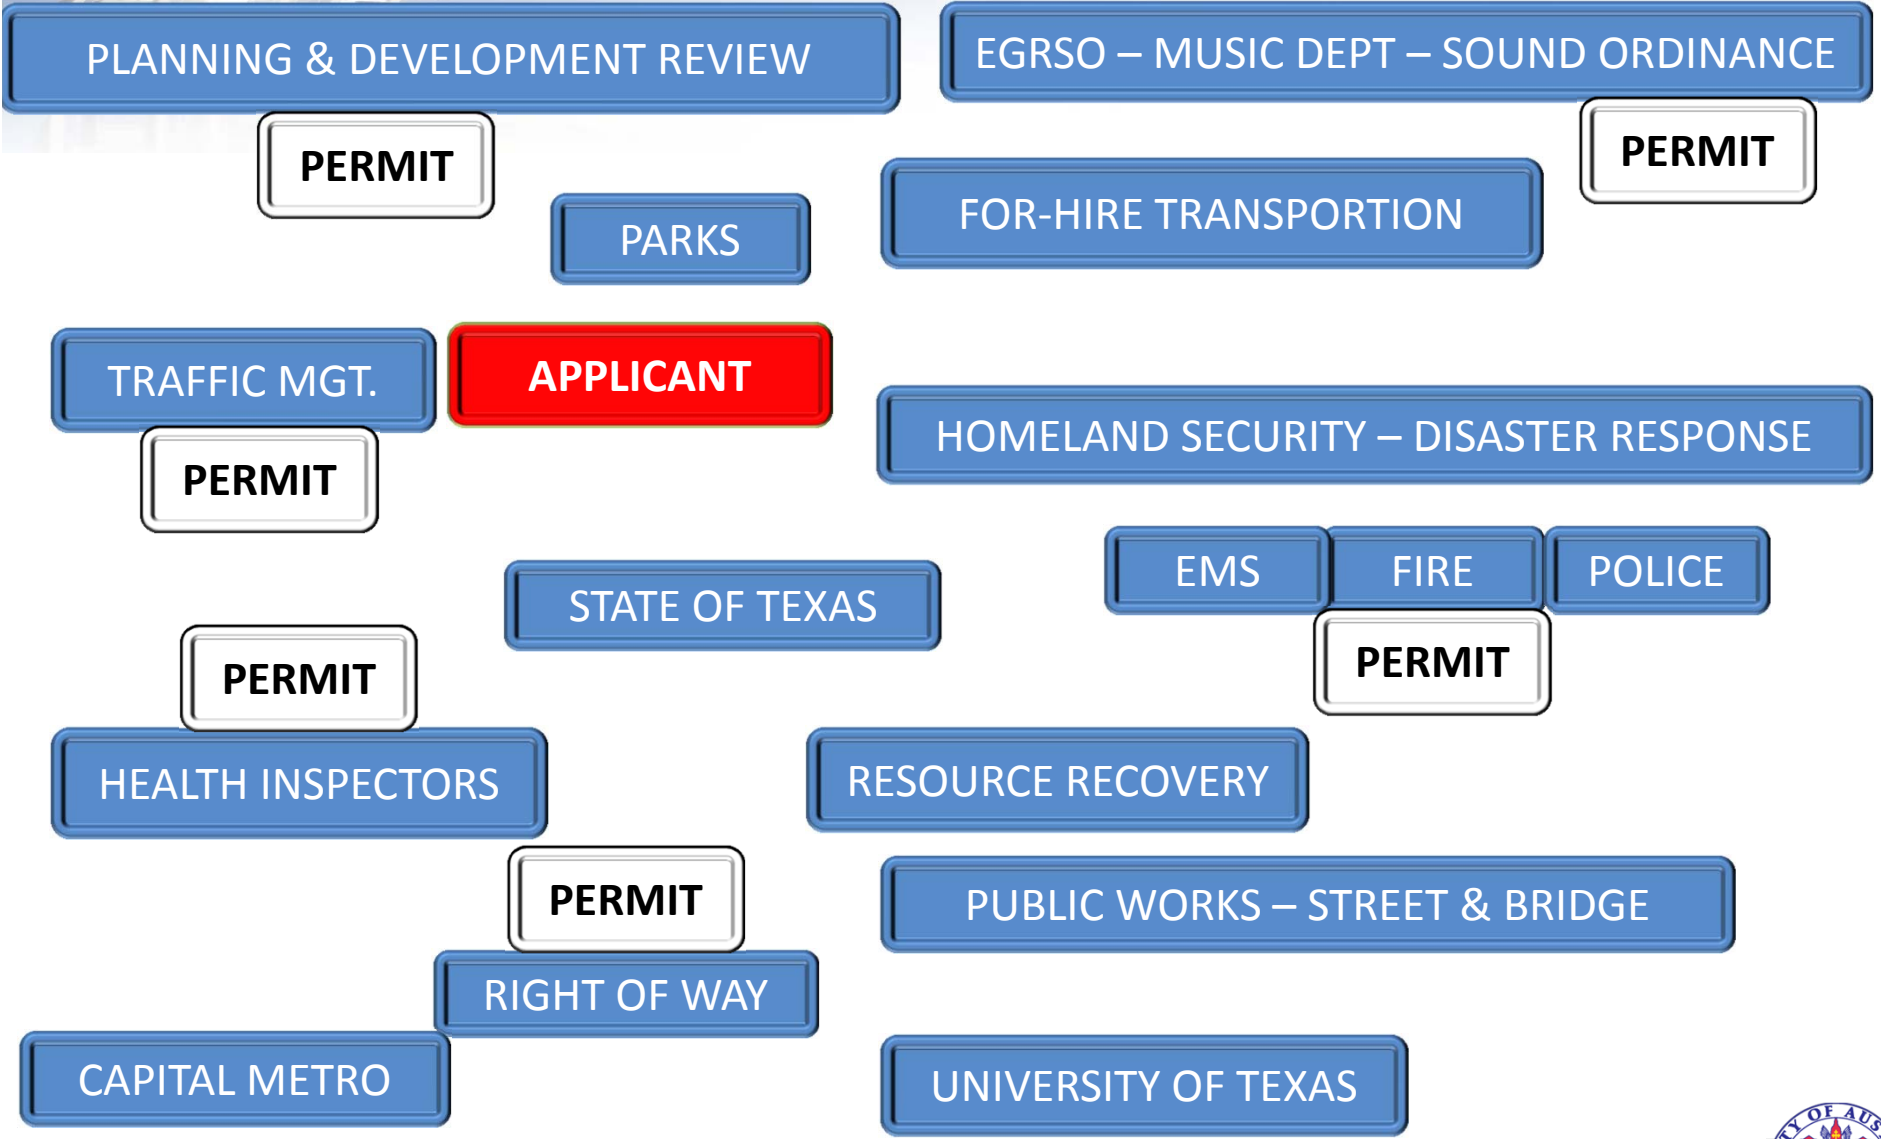 PLANNING & DEVELOPMENT REVIEW
EGRSO – MUSIC DEPT – SOUND ORDINANCE
PERMIT
PERMIT
PARKS
FOR-HIRE TRANSPORTION
TRAFFIC MGT.
APPLICANT
PERMIT
HOMELAND SECURITY – DISASTER RESPONSE
EMS
FIRE
POLICE
STATE OF TEXAS
PERMIT
PERMIT
HEALTH INSPECTORS
RESOURCE RECOVERY
PERMIT
PUBLIC WORKS – STREET & BRIDGE
RIGHT OF WAY
CAPITAL METRO
UNIVERSITY OF TEXAS
OF